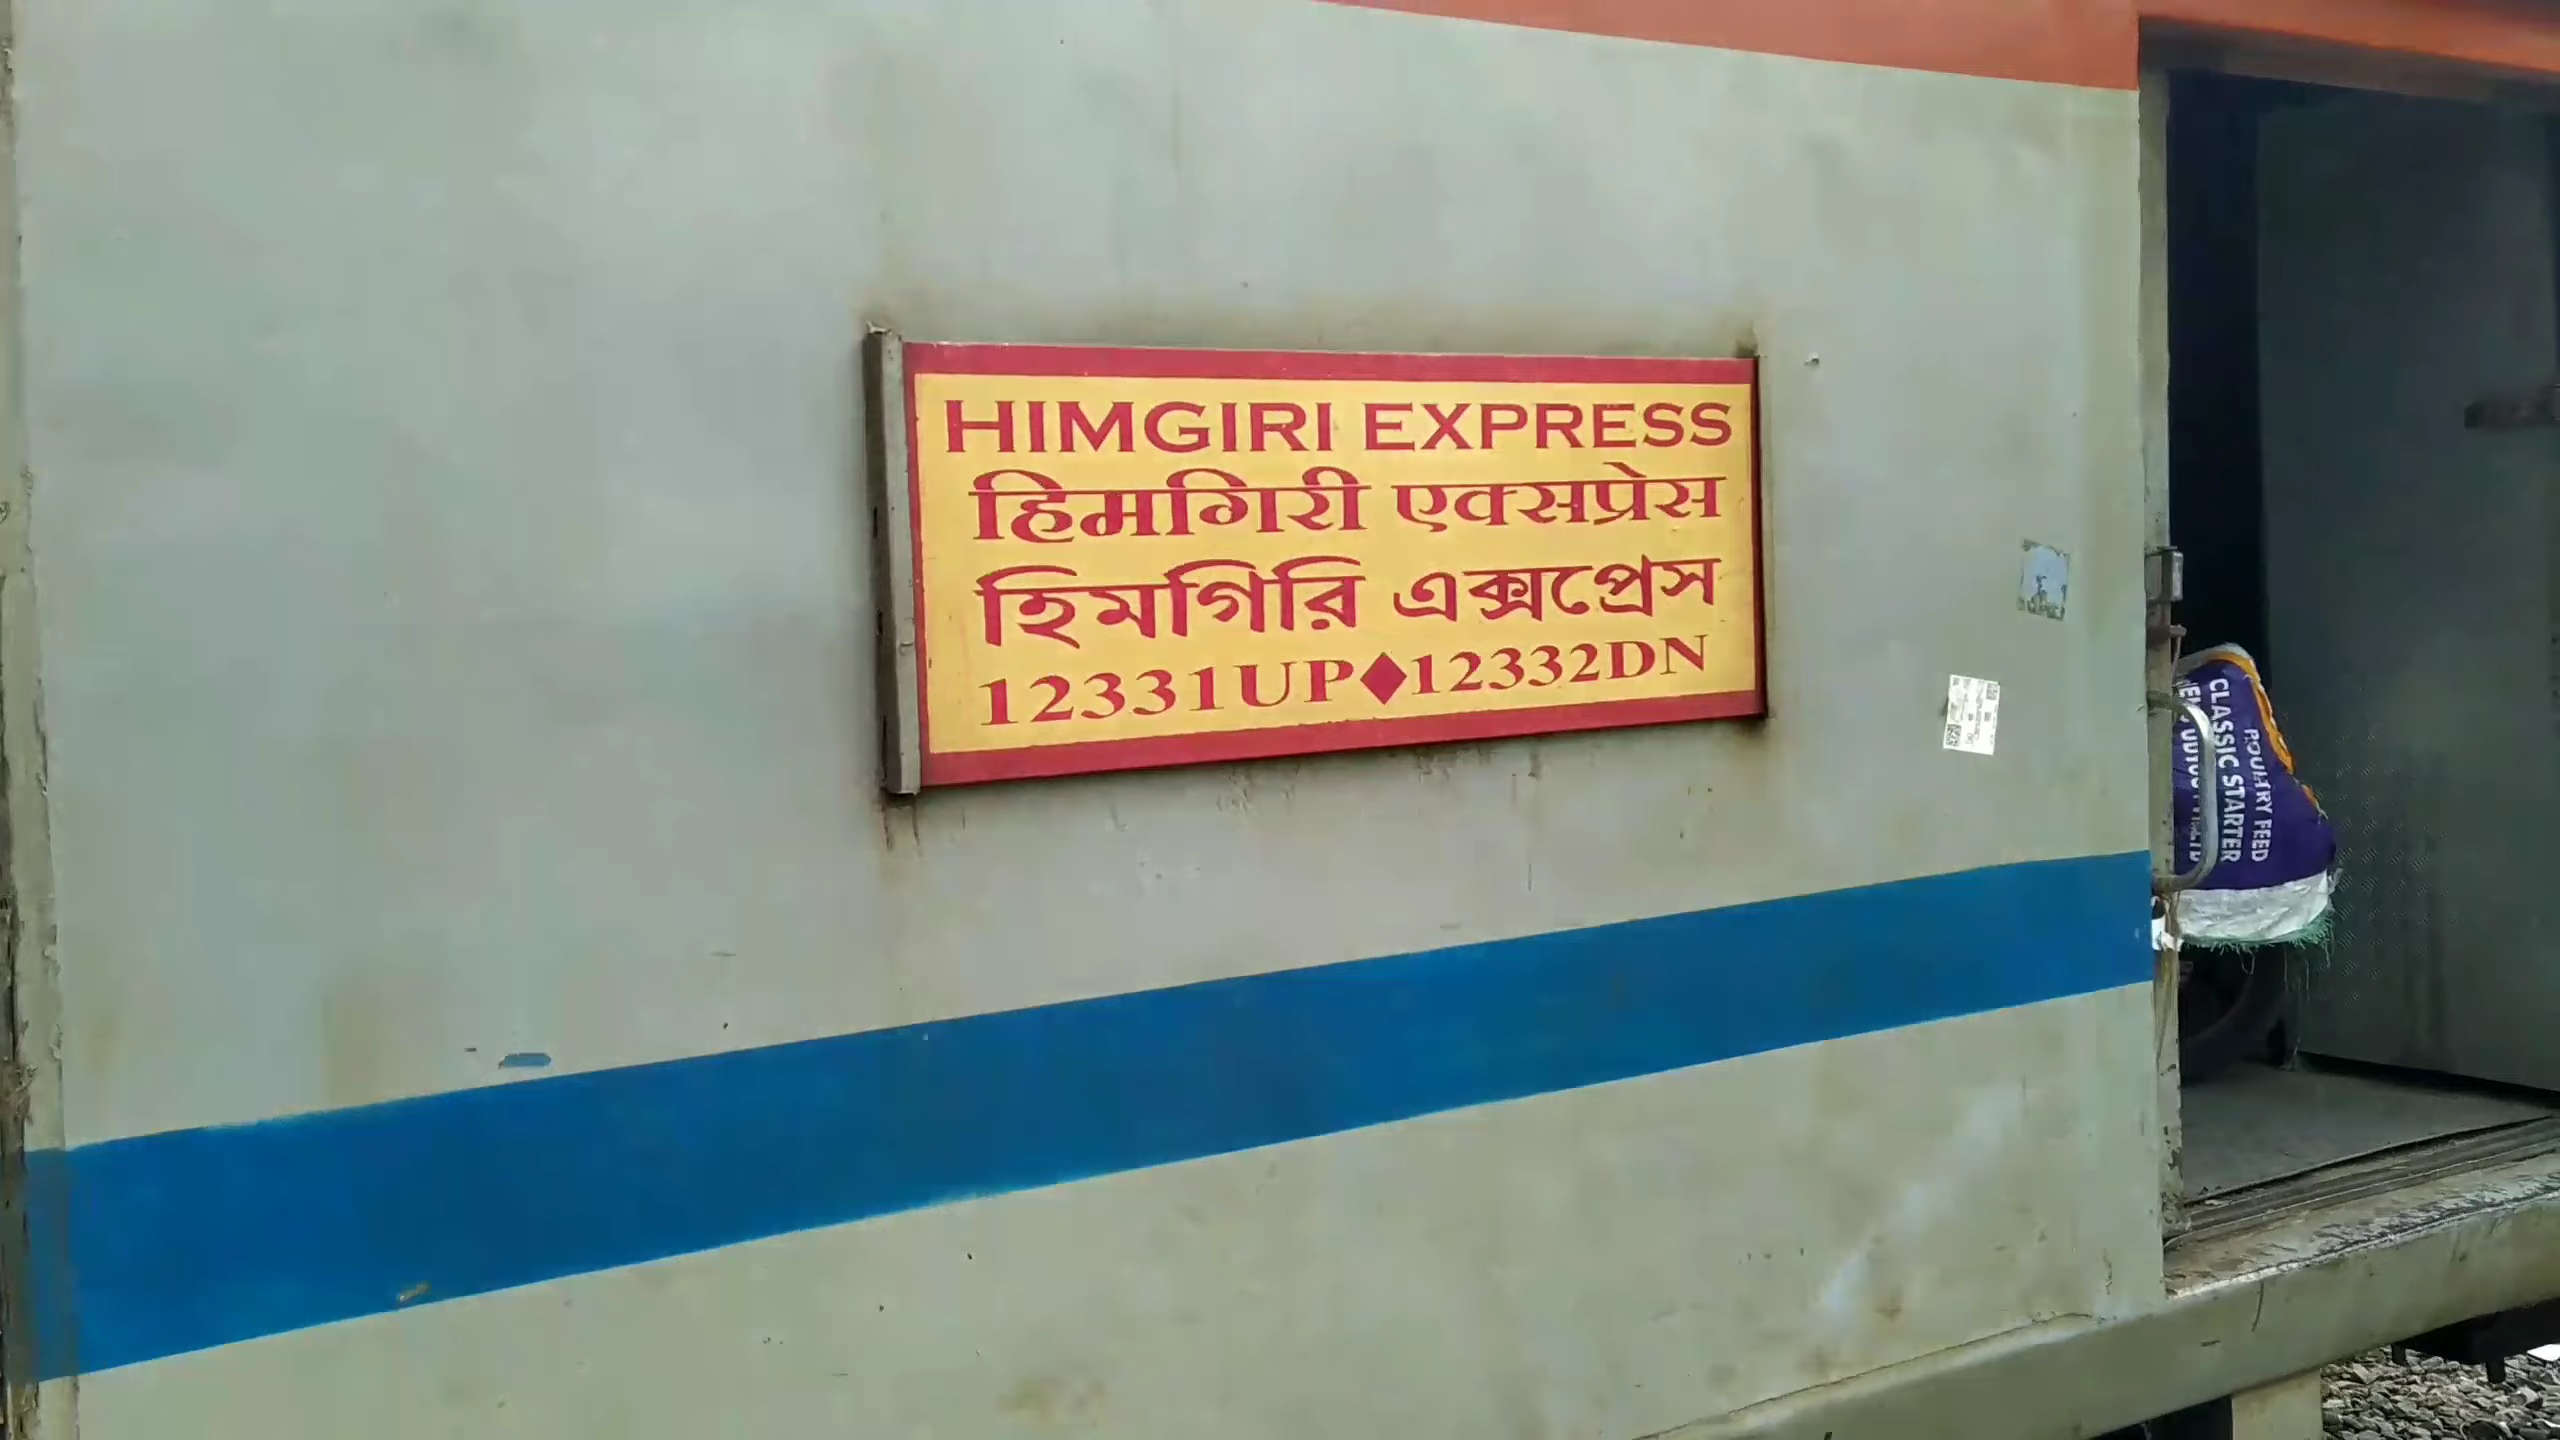 HIMGIRI EXPRESS
हिमगिरी एक्सप्रेस
হিমগিরি এক্সপ্রেস
12331UP♦12332DN
POULTRY FEED
CLASSIC STARTER